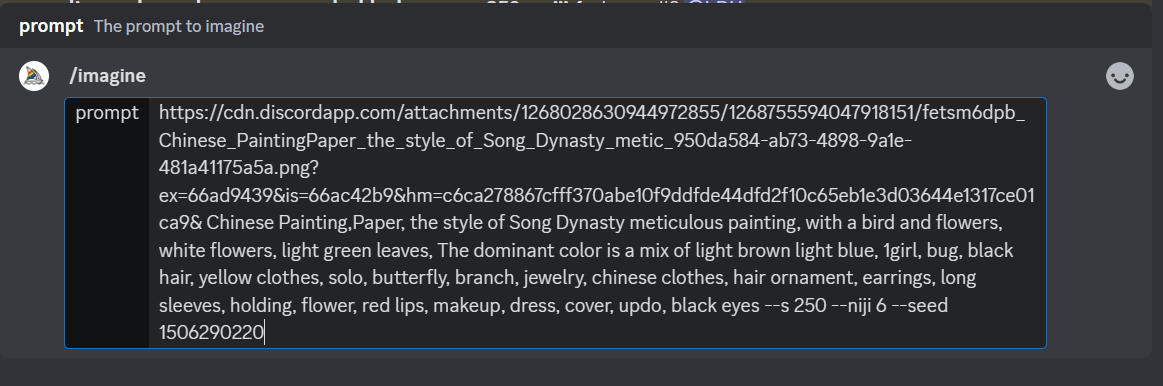 prompt The prompt to imagine
/imagine
prompt https://cdn.discordapp.com/attachments/1268028630944972855/1268755594047918151/fetsm6dpb_
Chinese_PaintingPaper_the_style_of_Song_Dynasty_metic_950da584-ab73-4898-9a1e-
481a41175a5a.png?
ex=66ad9439&is=66ac42b9&hm=c6ca278867cfff370abe10f9ddfde44dfd2f10c65eb1e3d03644e1317ce01
ca9& Chinese Painting,Paper, the style of Song Dynasty meticulous painting, with a bird and flowers,
white flowers, light green leaves, The dominant color is a mix of light brown light blue, 1girl, bug, black
hair, yellow clothes, solo, butterfly, branch, jewelry, chinese clothes, hair ornament, earrings, long
sleeves, holding, flower, red lips, makeup, dress, cover, updo, black eyes --s 250 --niji 6 --seed
1506290220